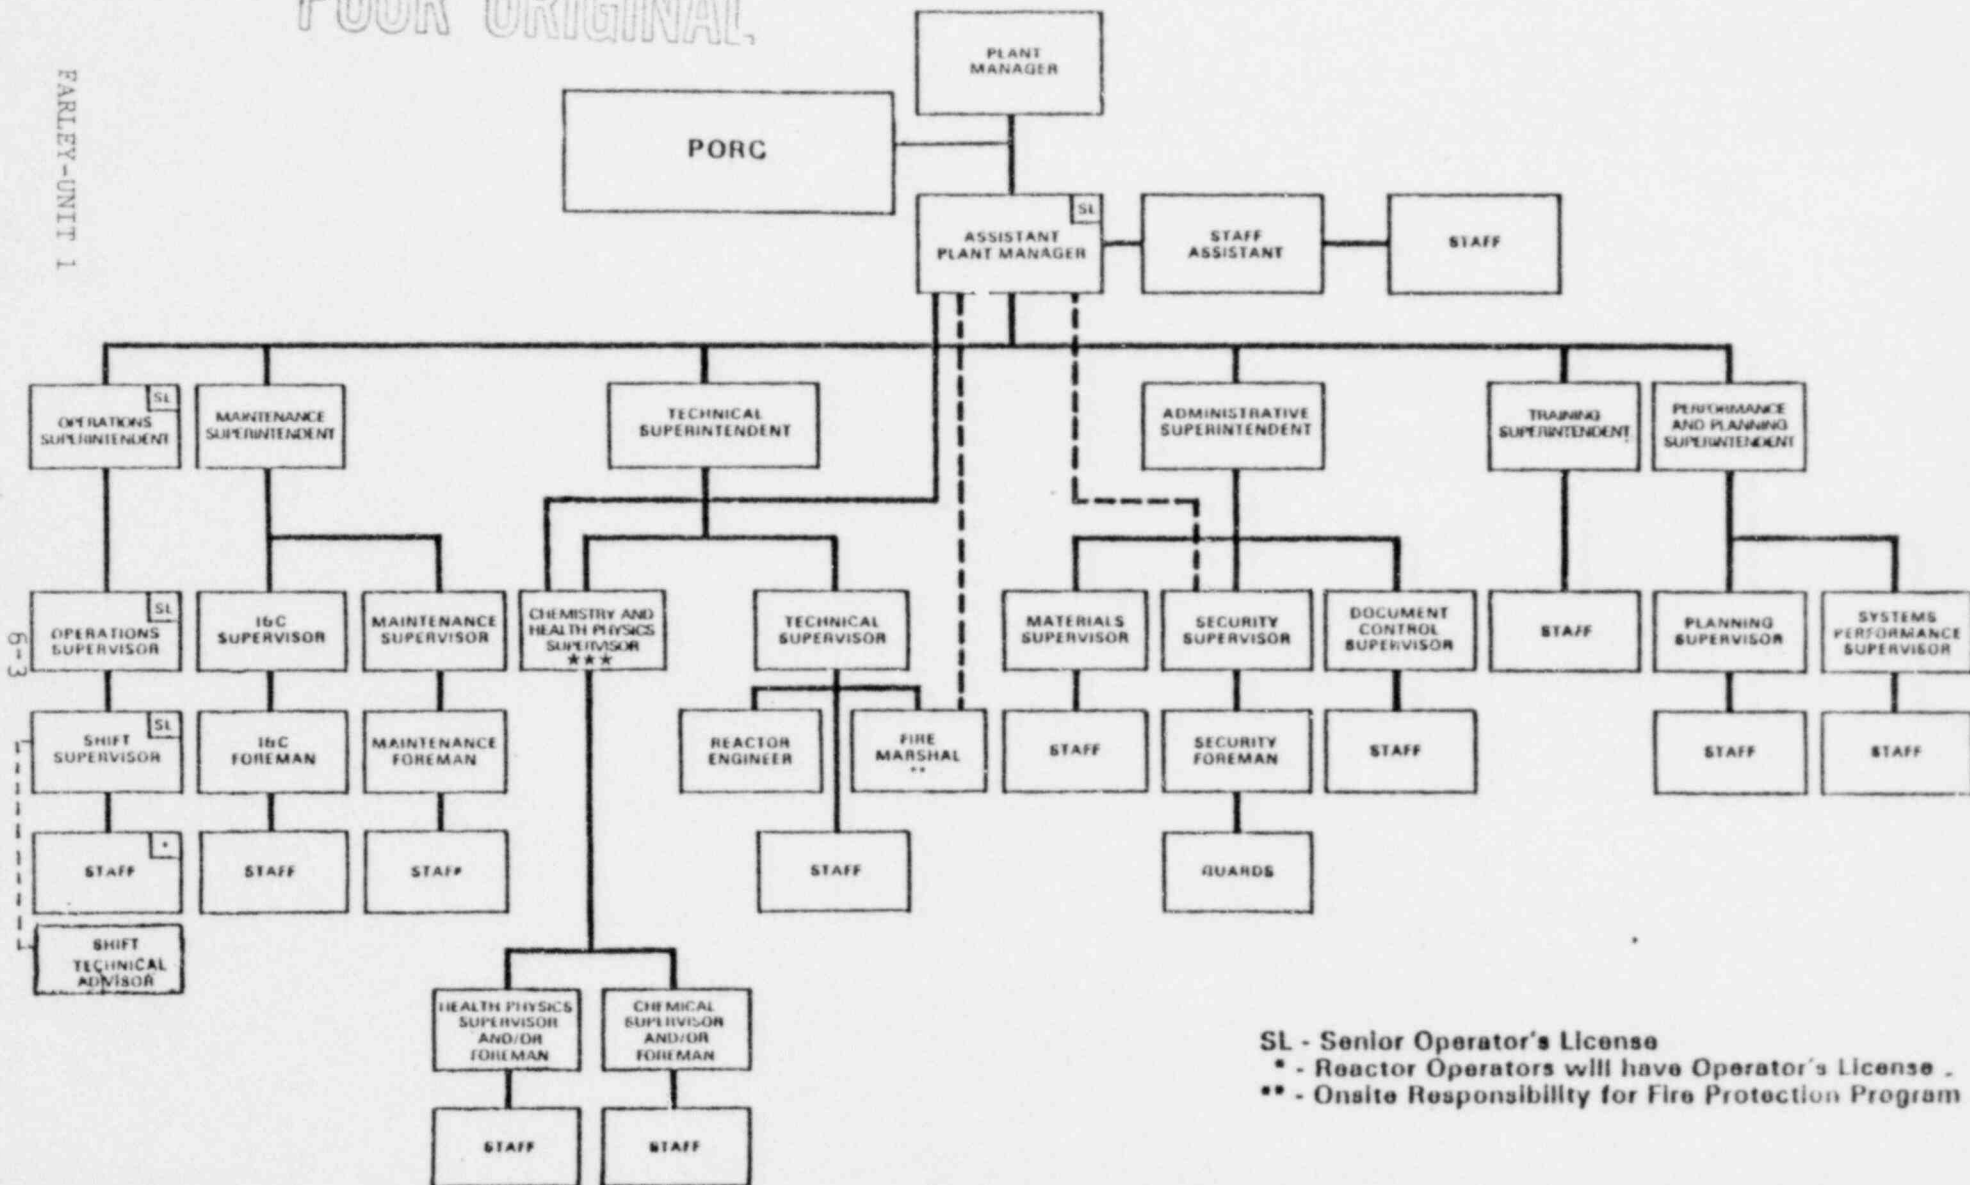 POOR ORIGINAL
FARLEY-UNIT 1
PLANT
MANAGER
PORC
SL
ASSISTANT
PLANT MANAGER
STAFF
ASSISTANT
STAFF
SL
OPERATIONS
SUPERINTENDENT
MAINTENANCE
SUPERINTENDENT
TECHNICAL
SUPERINTENDENT
ADMINISTRATIVE
SUPERINTENDENT
TRAINING
SUPERINTENDENT
PERFORMANCE
AND PLANNING
SUPERINTENDENT
SL
OPERATIONS
SUPERVISOR
I&C
SUPERVISOR
MAINTENANCE
SUPERVISOR
CHEMISTRY AND
HEALTH PHYSICS
SUPERVISOR
★★★
TECHNICAL
SUPERVISOR
MATERIALS
SUPERVISOR
SECURITY
SUPERVISOR
DOCUMENT
CONTROL
SUPERVISOR
STAFF
PLANNING
SUPERVISOR
SYSTEMS
PERFORMANCE
SUPERVISOR
6-3
SL
SHIFT
SUPERVISOR
I&C
FOREMAN
MAINTENANCE
FOREMAN
REACTOR
ENGINEER
FIRE
MARSHAL
**
STAFF
SECURITY
FOREMAN
STAFF
STAFF
STAFF
*
STAFF
STAFF
STAFF
STAFF
GUARDS
SHIFT
TECHNICAL
ADVISOR
HEALTH PHYSICS
SUPERVISOR
AND/OR
FOREMAN
CHEMICAL
SUPERVISOR
AND/OR
FOREMAN
STAFF
STAFF
SL - Senior Operator's License
* - Reactor Operators will have Operator's License .
** - Onsite Responsibility for Fire Protection Program